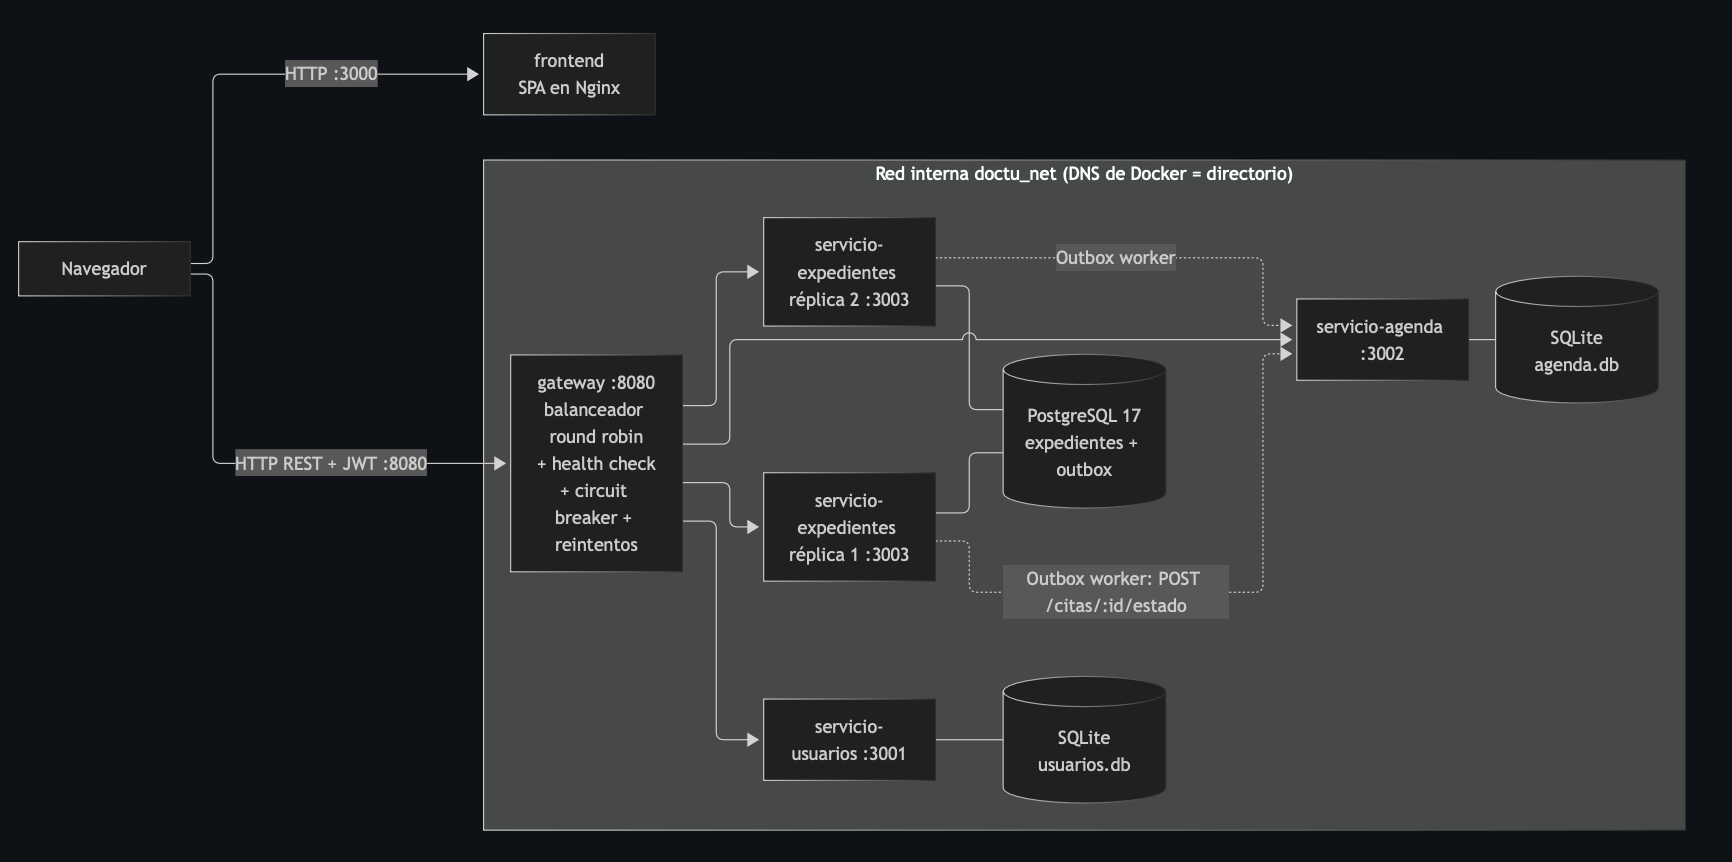 HTTP :3000
frontend
SPA en Nginx
Navegador
HTTP REST + JWT :8080
Red interna doctu_net (DNS de Docker = directorio)
gateway :8080
balanceador
round robin
+ health check
+ circuit
breaker +
reintentos
servicio-
expedientes
réplica 2 :3003
Outbox worker
servicio-agenda
:3002
SQLite
agenda.db
PostgreSQL 17
expedientes +
outbox
servicio-
expedientes
réplica 1 :3003
Outbox worker: POST
/citas/:id/estado
servicio-
usuarios :3001
SQLite
usuarios.db